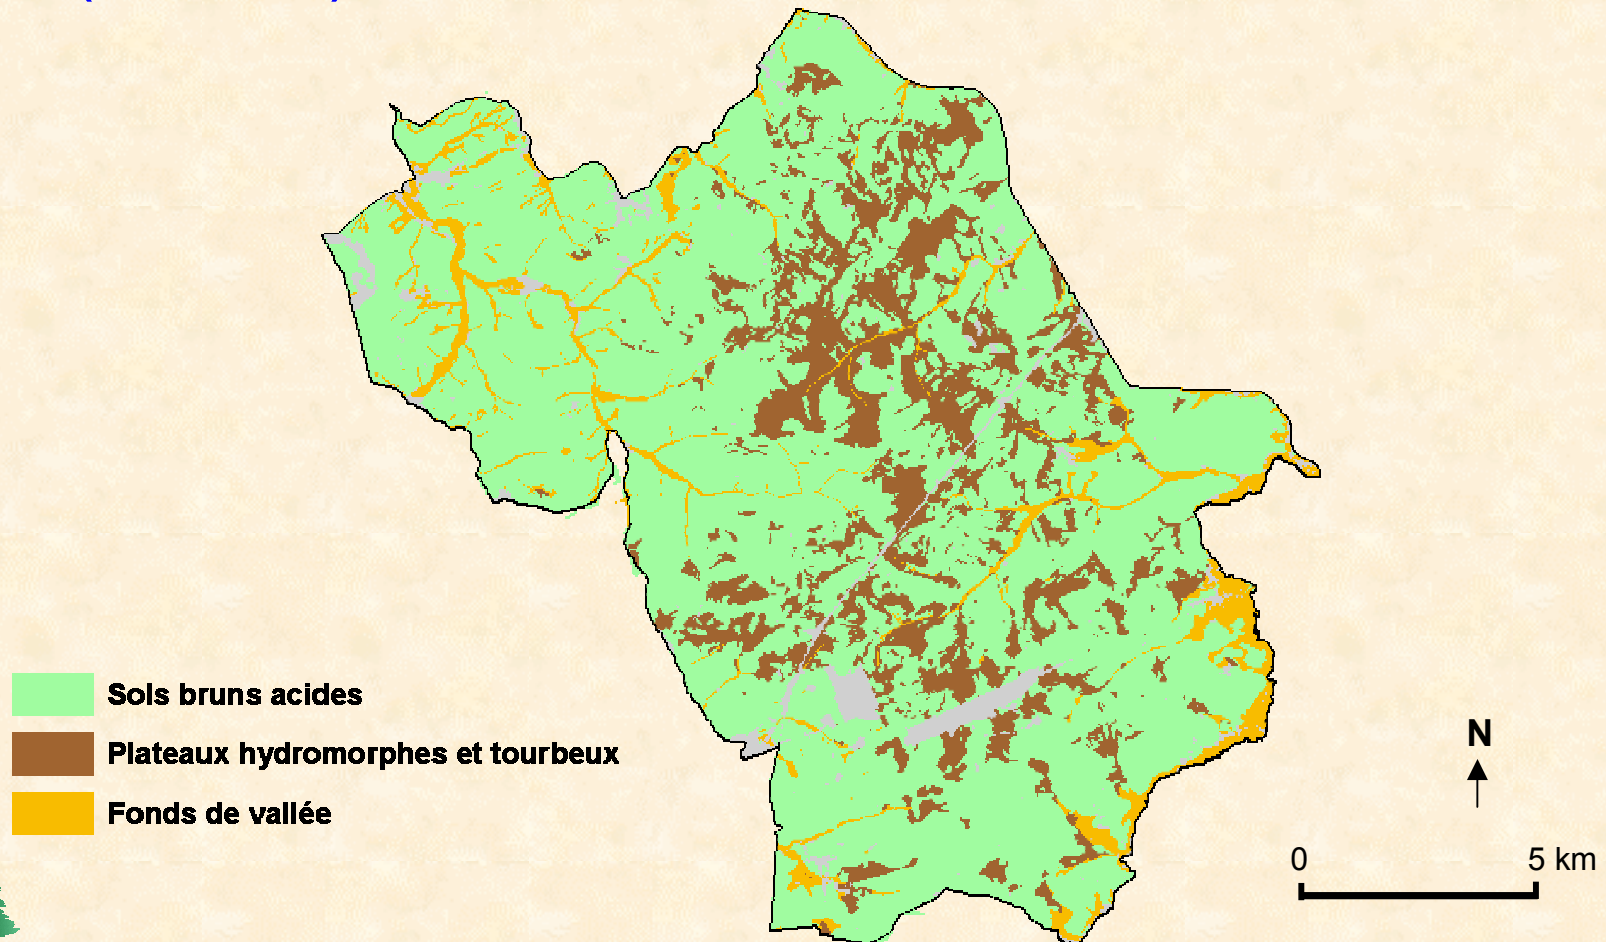 Sols bruns acides
Plateaux hydromorphes et tourbeux
Fonds de vallée
N
0 5 km